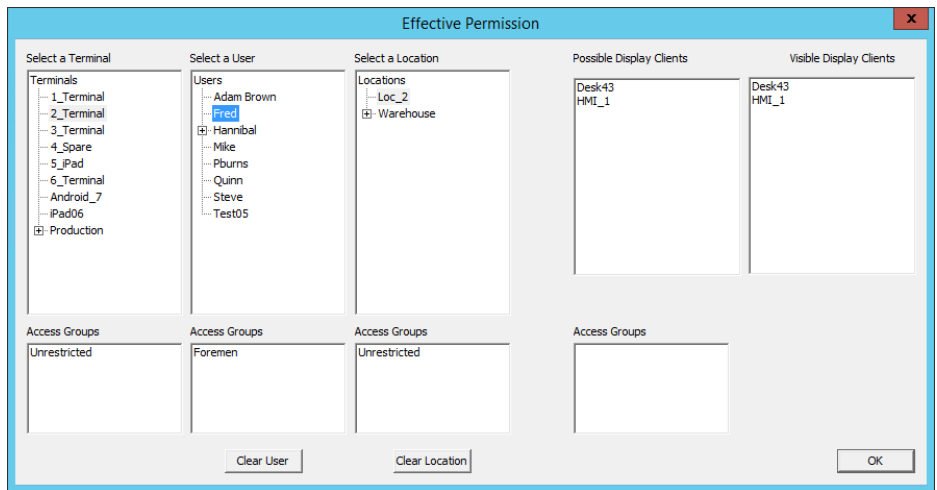 Effective Permission
x
Select a Terminal
Terminals
1_Terminal
2_Terminal
3_Terminal
4_Spare
5_iPad
6_Terminal
Android_7
iPad06
Production
Select a User
Users
Adam Brown
Fred
Hannibal
Mike
Pburns
Quinn
Steve
Test05
Select a Location
Locations
Loc_2
Warehouse
Possible Display Clients
Desk43
HMI_1
Visible Display Clients
Desk43
HMI_1
Access Groups
Unrestricted
Access Groups
Foremen
Access Groups
Unrestricted
Access Groups
Clear User
Clear Location
OK